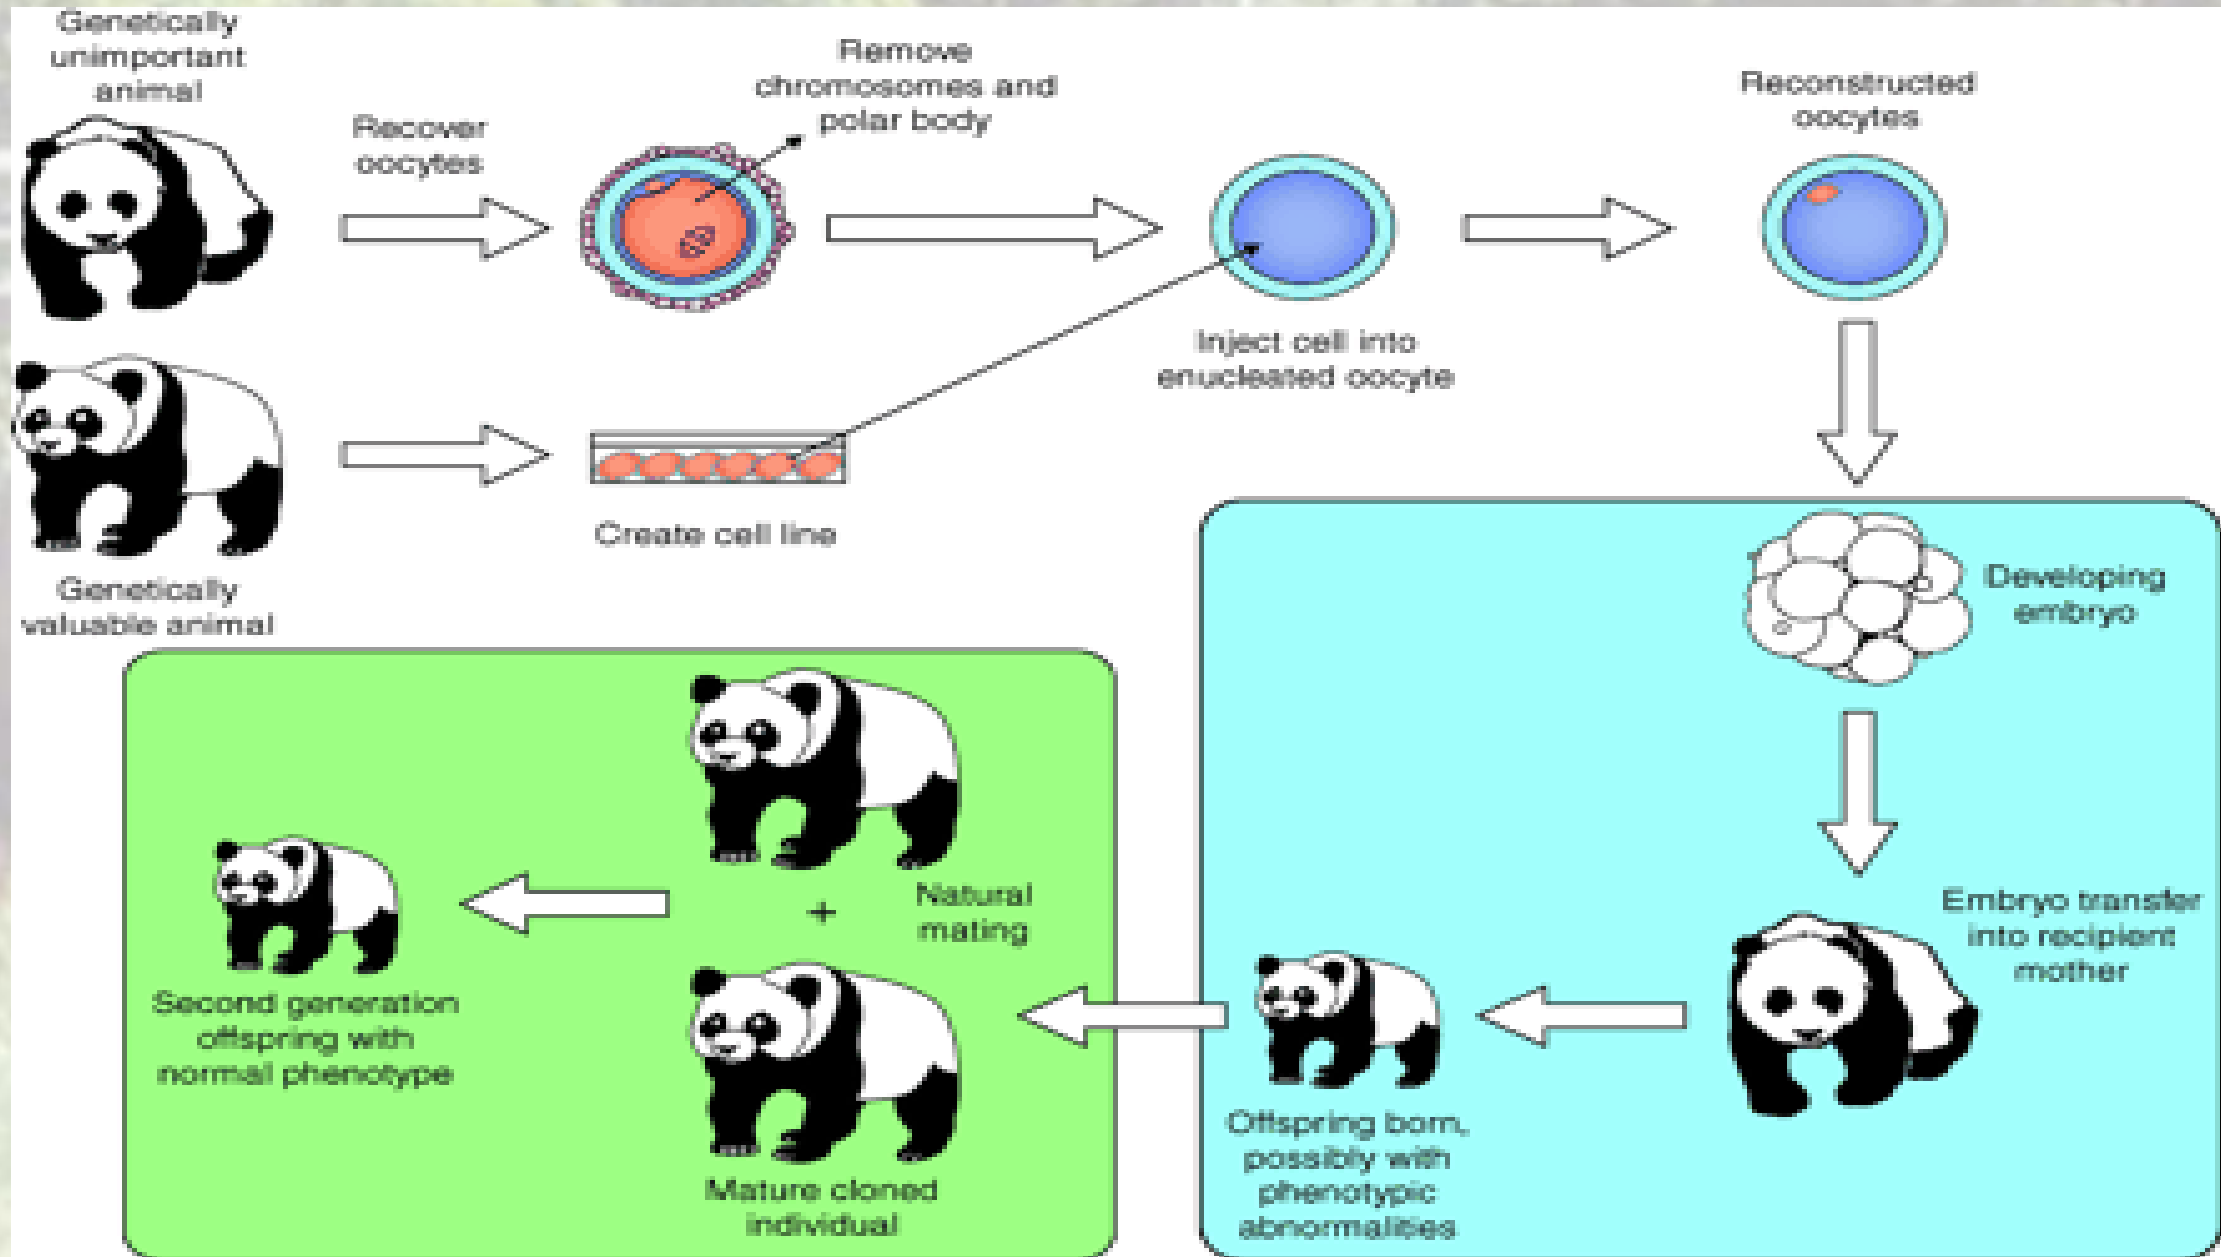 Genetically
unimportant
animal
Recover
oocytes
Remove
chromosomes and
polar body
Reconstructed
oocytes
Inject cell into
enucleated oocyte
Create cell line
Genetically
valuable animal
Developing
embryo
Embryo transfer
into recipient
mother
Offspring born,
possibly with
phenotypic
abnormalities
Natural
mating
+
Mature cloned
individual
Second generation
offspring with
normal phenotype